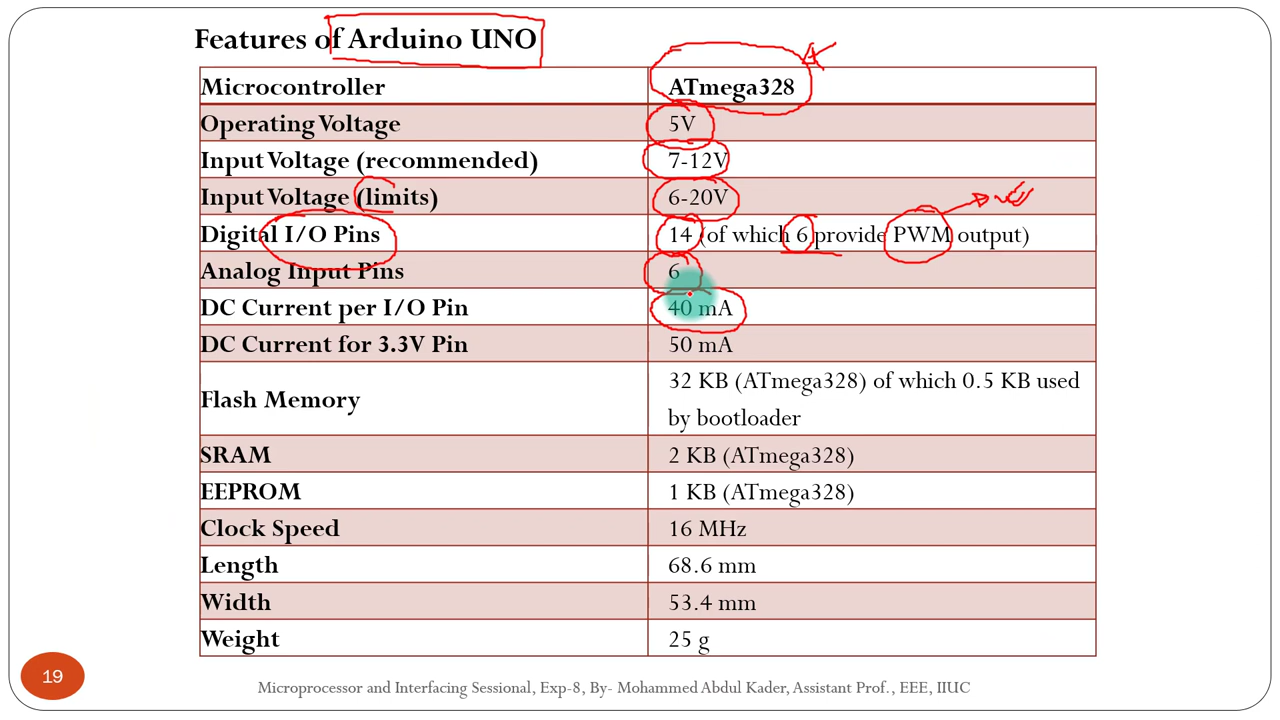 Features of Arduino UNO
Microcontroller ATmega328
Operating Voltage 5V
Input Voltage (recommended) 7-12V
Input Voltage (limits) 6-20V
Digital I/O Pins 14 (of which 6 provide PWM output)
Analog Input Pins 6
DC Current per I/O Pin 40 mA
DC Current for 3.3V Pin 50 mA
Flash Memory 32 KB (ATmega328) of which 0.5 KB used
by bootloader
SRAM 2 KB (ATmega328)
EEPROM 1 KB (ATmega328)
Clock Speed 16 MHz
Length 68.6 mm
Width 53.4 mm
Weight 25 g
19
Microprocessor and Interfacing Sessional, Exp-8, By- Mohammed Abdul Kader, Assistant Prof., EEE, IIUC